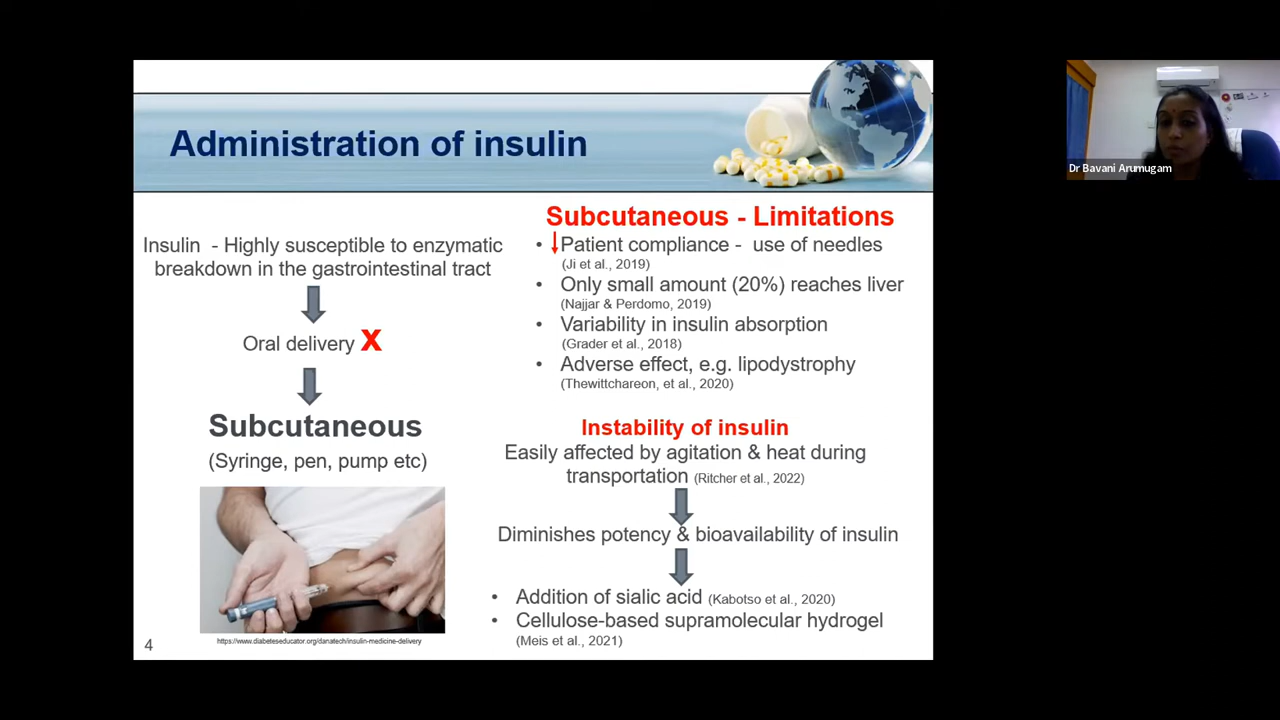 Administration of insulin
Insulin - Highly susceptible to enzymatic
breakdown in the gastrointestinal tract
Oral delivery X
Subcutaneous
(Syringe, pen, pump etc)
https://www.diabeteseducator.org/danatech/insulin-medicine-delivery
4
Subcutaneous - Limitations
• Patient compliance - use of needles
(Ji et al., 2019)
• Only small amount (20%) reaches liver
(Najjar & Perdomo, 2019)
• Variability in insulin absorption
(Grader et al., 2018)
• Adverse effect, e.g. lipodystrophy
(Thewittchareon, et al., 2020)
Instability of insulin
Easily affected by agitation & heat during
transportation (Ritcher et al., 2022)
Diminishes potency & bioavailability of insulin
• Addition of sialic acid (Kabotso et al., 2020)
• Cellulose-based supramolecular hydrogel
(Meis et al., 2021)
Dr Bavani Arumugam